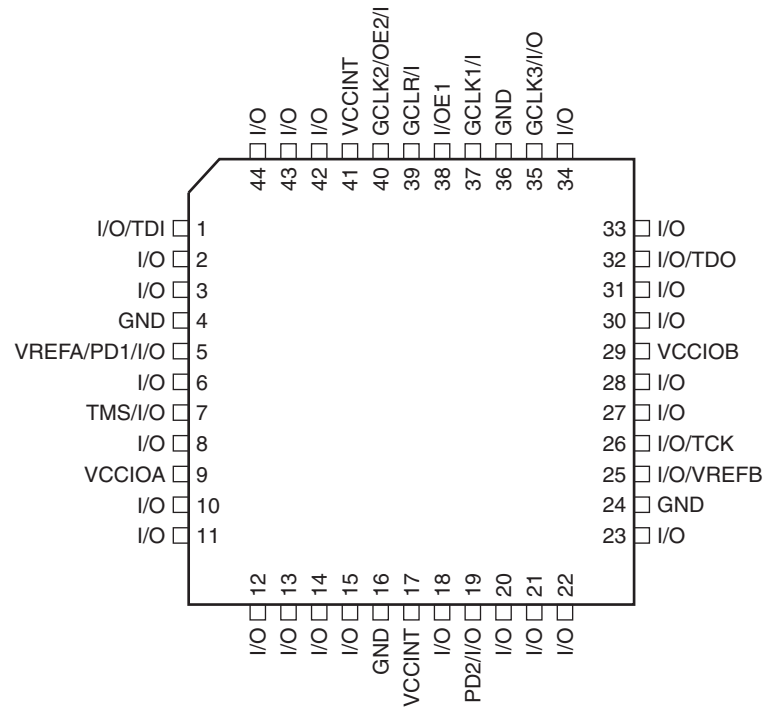 I/O
I/O
I/O
VCCINT
GCLK2/OE2/I
GCLR/I
I/OE1
GCLK1/I
GND
GCLK3/I/O
I/O
44
43
42
41
40
39
38
37
36
35
34
I/O/TDI 1
I/O 2
I/O 3
GND 4
VREFA/PD1/I/O 5
I/O 6
TMS/I/O 7
I/O 8
VCCIOA 9
I/O 10
I/O 11
33 I/O
32 I/O/TDO
31 I/O
30 I/O
29 VCCIOB
28 I/O
27 I/O
26 I/O/TCK
25 I/O/VREFB
24 GND
23 I/O
12
13
14
15
16
17
18
19
20
21
22
I/O
I/O
I/O
I/O
GND
VCCINT
I/O
PD2/I/O
I/O
I/O
I/O